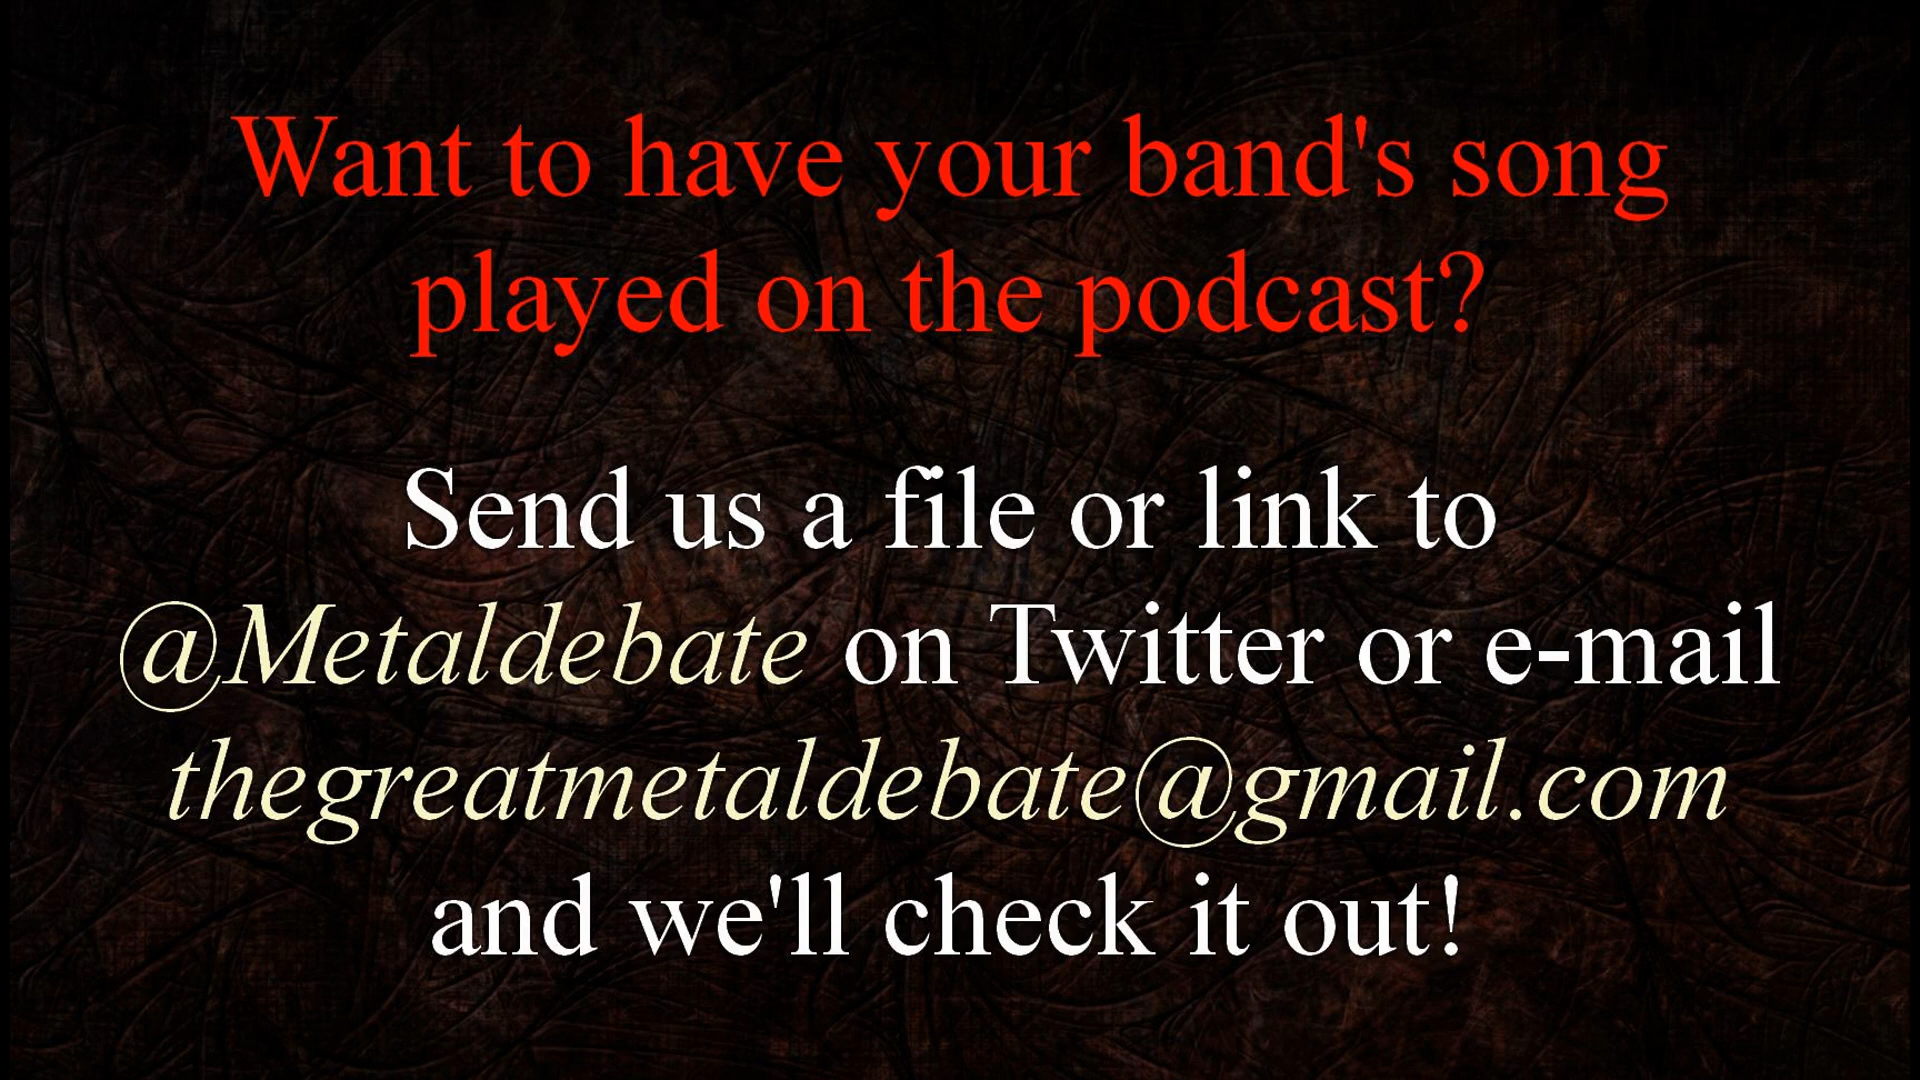 Want to have your band's song
played on the podcast?
Send us a file or link to
@Metaldebate on Twitter or e-mail
thegreatmetaldebate@gmail.com
and we'll check it out!